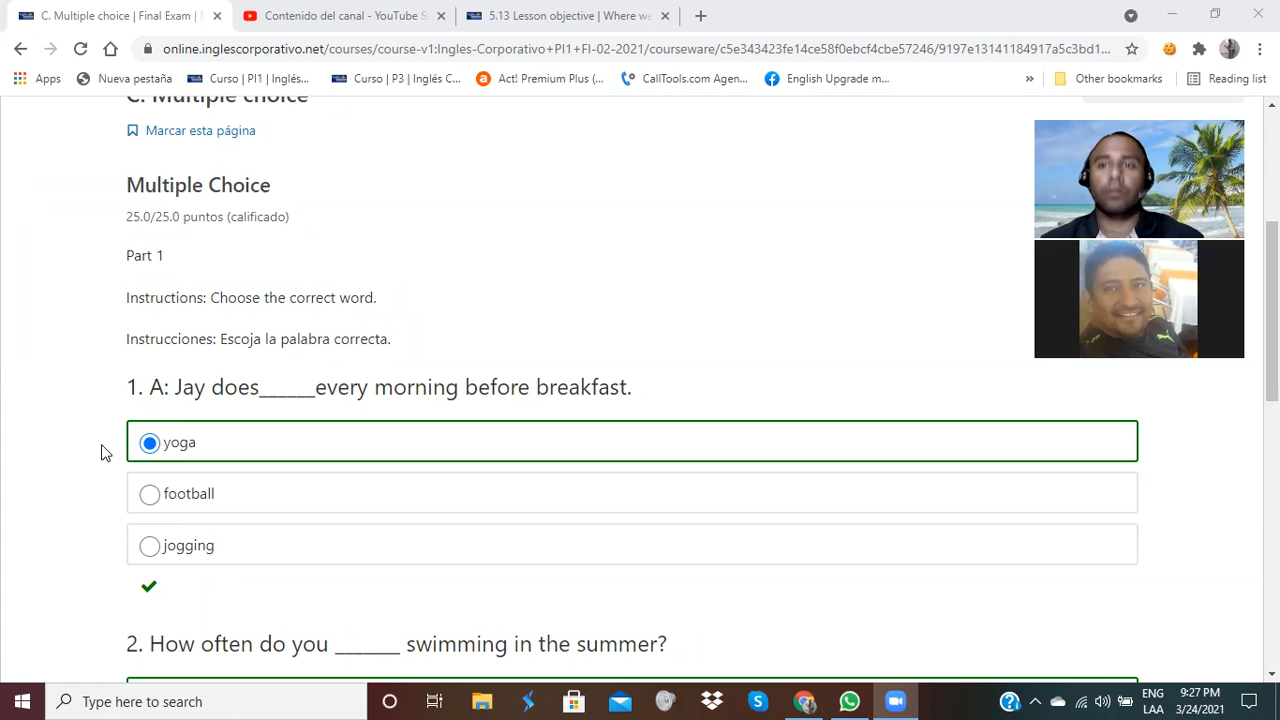 C. Multiple choice | Final Exam |
Contenido del canal - YouTube S
5.13 Lesson objective | Where we
online.inglescorporativo.net/courses/course-v1:Ingles-Corporativo+PI1+FI-02-2021/courseware/c5e343423fe14ce58f0ebcf4cbe57246/9197e13141184917a5c3bd1...
Apps
Nueva pestaña
Curso | PI1 | Inglés...
Curso | P3 | Inglés C...
Act! Premium Plus (...
CallTools.com Agen...
English Upgrade m...
»
Other bookmarks
Reading list
C. Multiple choice
Marcar esta página
Multiple Choice
25.0/25.0 puntos (calificado)
Part 1
Instructions: Choose the correct word.
Instrucciones: Escoja la palabra correcta.
1. A: Jay does______every morning before breakfast.
yoga
football
jogging
2. How often do you _______ swimming in the summer?
Type here to search
ENG
LAA
9:27 PM
3/24/2021